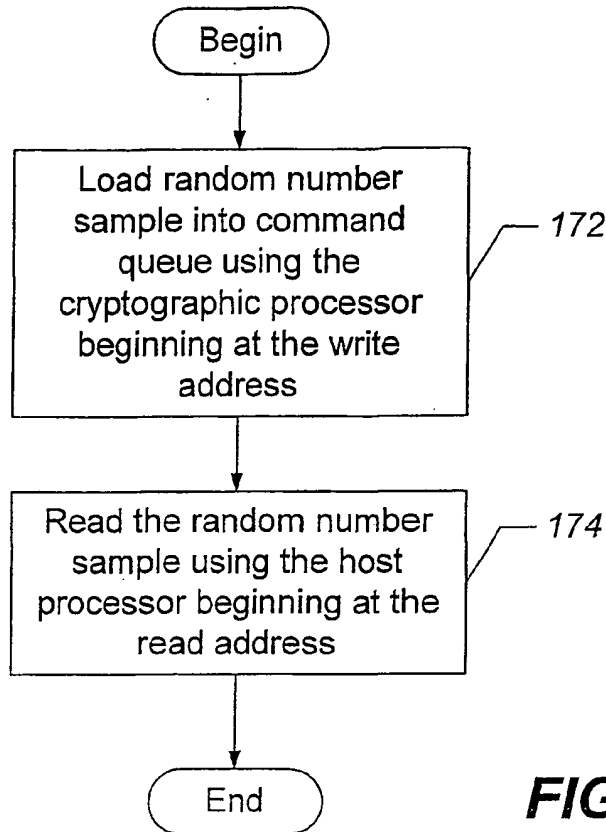 Begin
Load random number
sample into command
queue using the
cryptographic processor
beginning at the write
address
172
Read the random number
sample using the host
processor beginning at the
read address
174
End
FIG